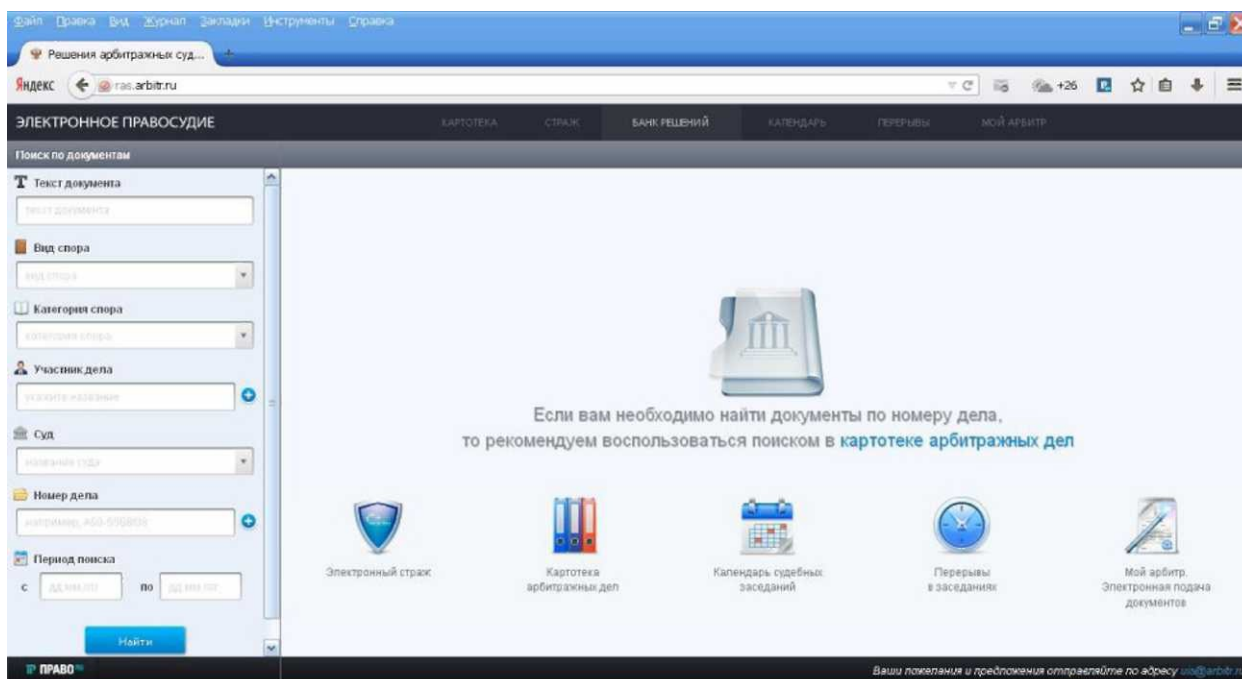 Файл Правка Вид Журнал Закладки Инструменты Справка
Решения арбитражных суд... +
Яндекс ras.arbitr.ru +26
ЭЛЕКТРОННОЕ ПРАВОСУДИЕ КАРТОТЕКА СТРАЖ БАНК РЕШЕНИЙ КАЛЕНДАРЬ ПЕРЕРЫВЫ МОЙ АРБИТР
Поиск по документам
Текст документа
текст документа
Вид спора
вид спора
Категория спора
категория спора
Участник дела
укажите название
Суд
название суда
Номер дела
например,
Период поиска
с по
Найти
Если вам необходимо найти документы по номеру дела,
то рекомендуем воспользоваться поиском в картотеке арбитражных дел
Электронный страж
Картотека
арбитражных дел
Календарь судебных
заседаний
Перерывы
в заседаниях
Мой арбитр.
Электронная подача
документов
ПРАВО
Ваши пожелания и предложения отправляйте по адресу